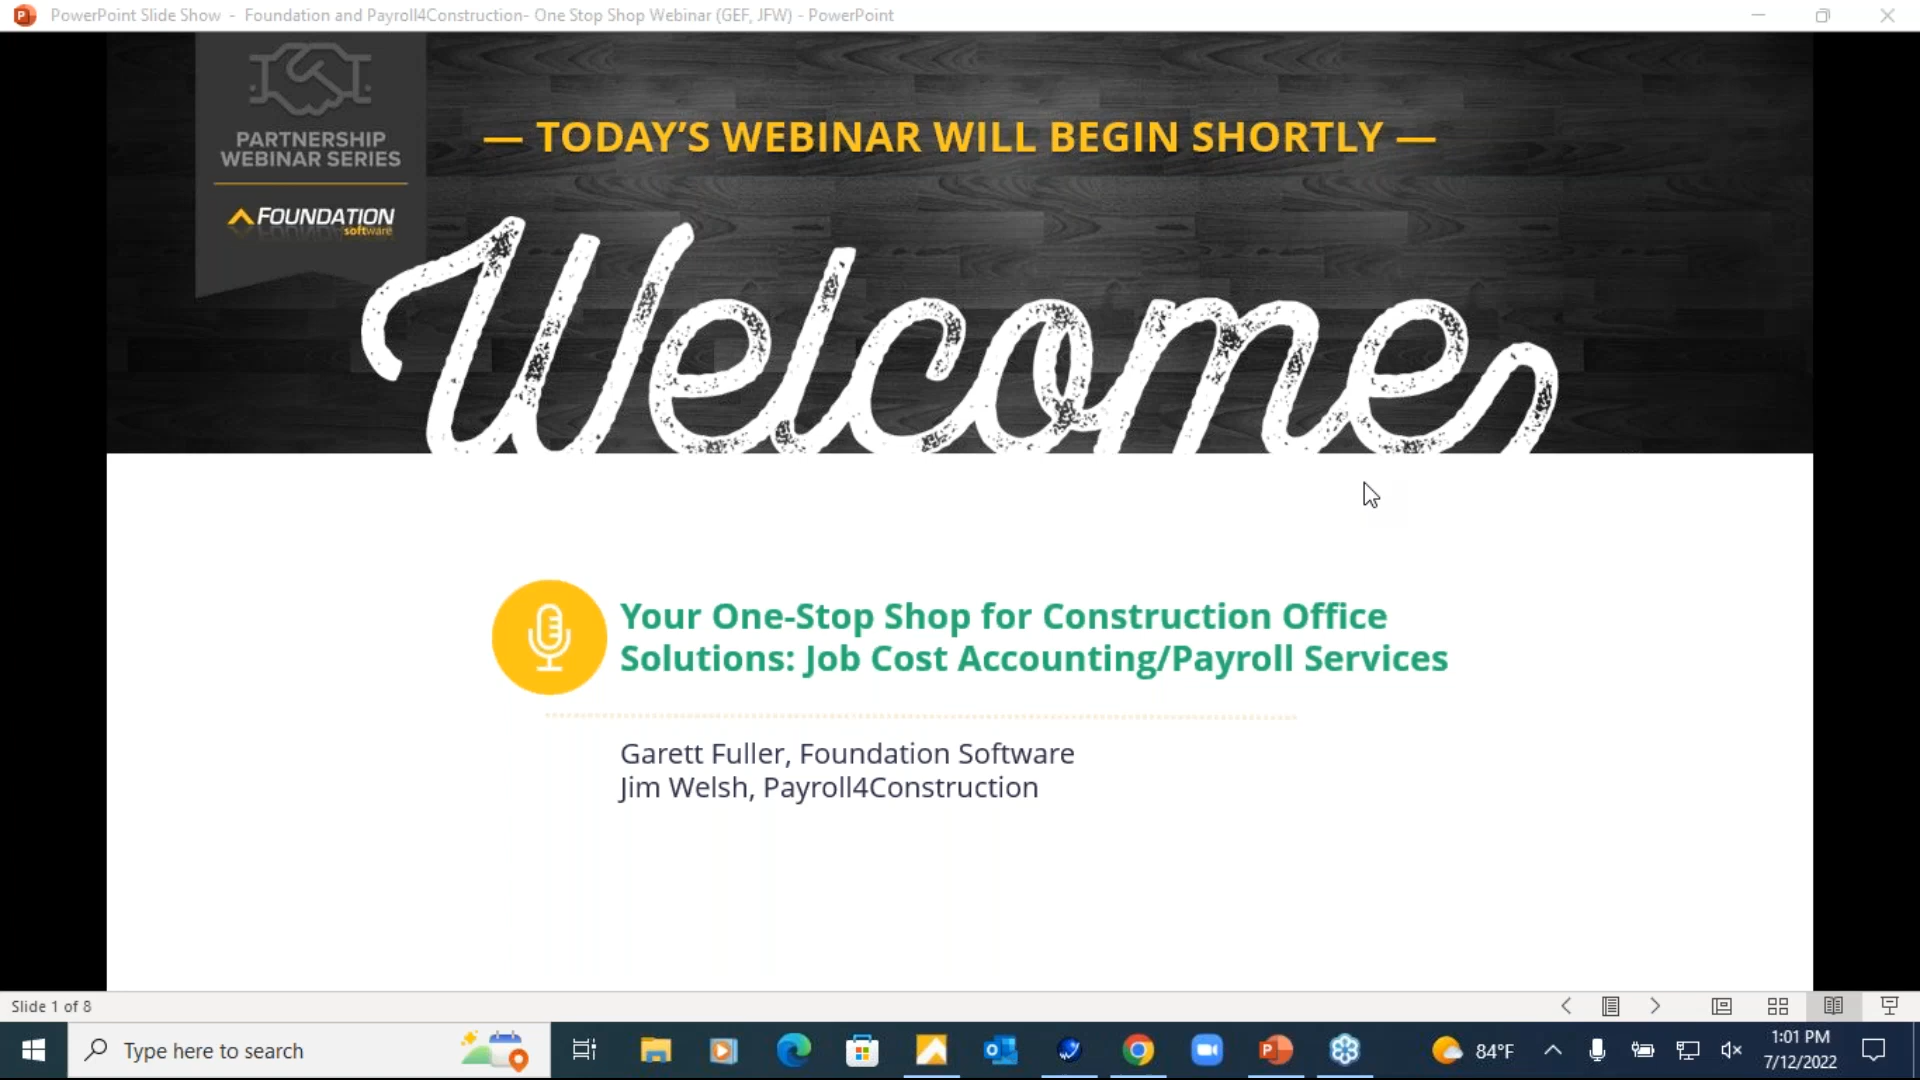 PowerPoint Slide Show - Foundation and Payroll4Construction- One Stop Shop Webinar (GEF, JFW) - PowerPoint
PARTNERSHIP
WEBINAR SERIES
FOUNDATION
software
— TODAY'S WEBINAR WILL BEGIN SHORTLY —
Welcome
Your One-Stop Shop for Construction Office
Solutions: Job Cost Accounting/Payroll Services
Garett Fuller, Foundation Software
Jim Welsh, Payroll4Construction
Slide 1 of 8
Type here to search
84°F
1:01 PM
7/12/2022